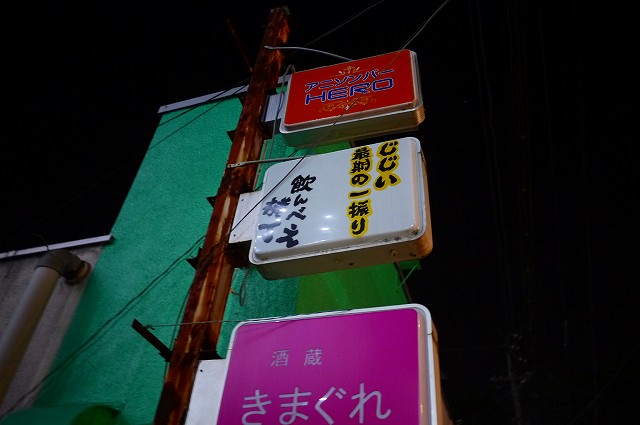 アニソンバー
HERO
じじい
最期の一振り
飲んべえ
酒蔵
きまぐれ